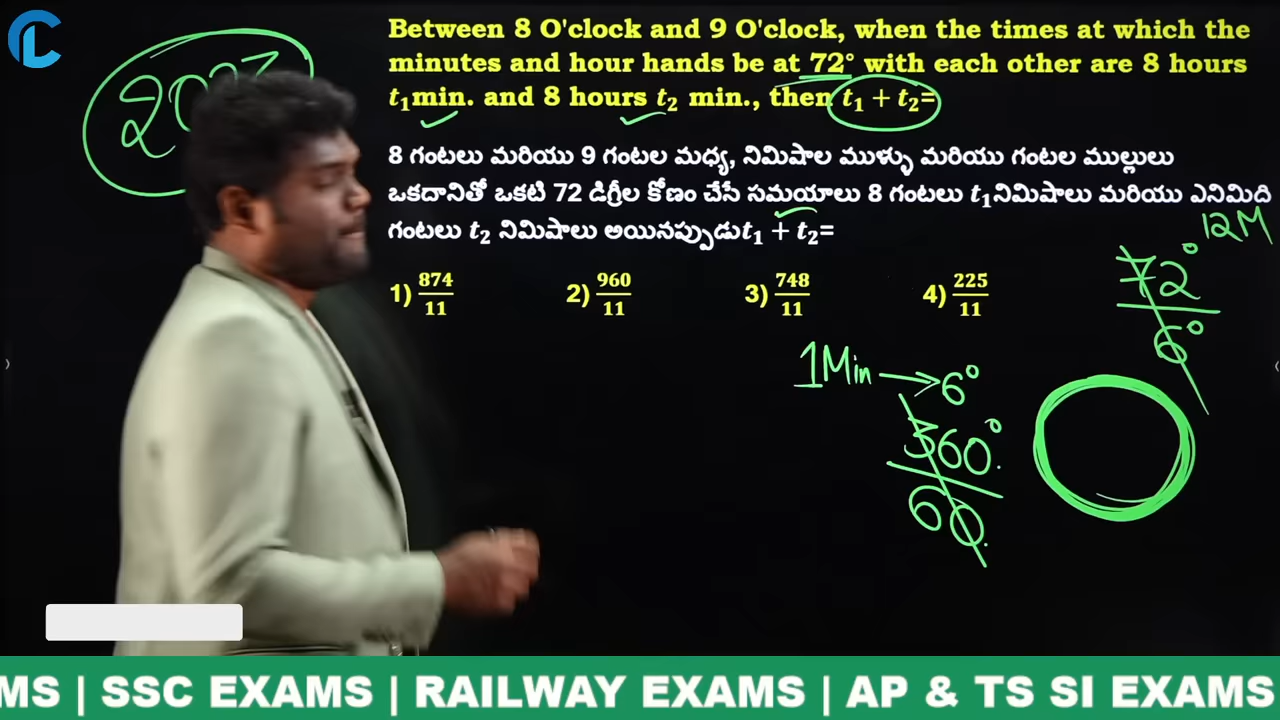 Between 8 O'clock and 9 O'clock, when the times at which the
minutes and hour hands be at 72° with each other are 8 hours
t₁min. and 8 hours t₂ min., then t₁ + t₂=
8 గంటలు మరియు 9 గంటల మధ్య, నిమిషాల ముళ్ళు మరియు గంటల ముల్లులు
ఒకదానితో ఒకటి 72 డిగ్రీల కోణం చేసే సమయాలు 8 గంటలు t₁నిమిషాలు మరియు ఎనిమిది
గంటలు t₂ నిమిషాలు అయినప్పుడుt₁ + t₂=
1) 874/11 2) 960/11 3) 748/11 4) 225/11
12M
72°
6°
1Min → 6°
360°
60
MS | SSC EXAMS | RAILWAY EXAMS | AP & TS SI EXAMS